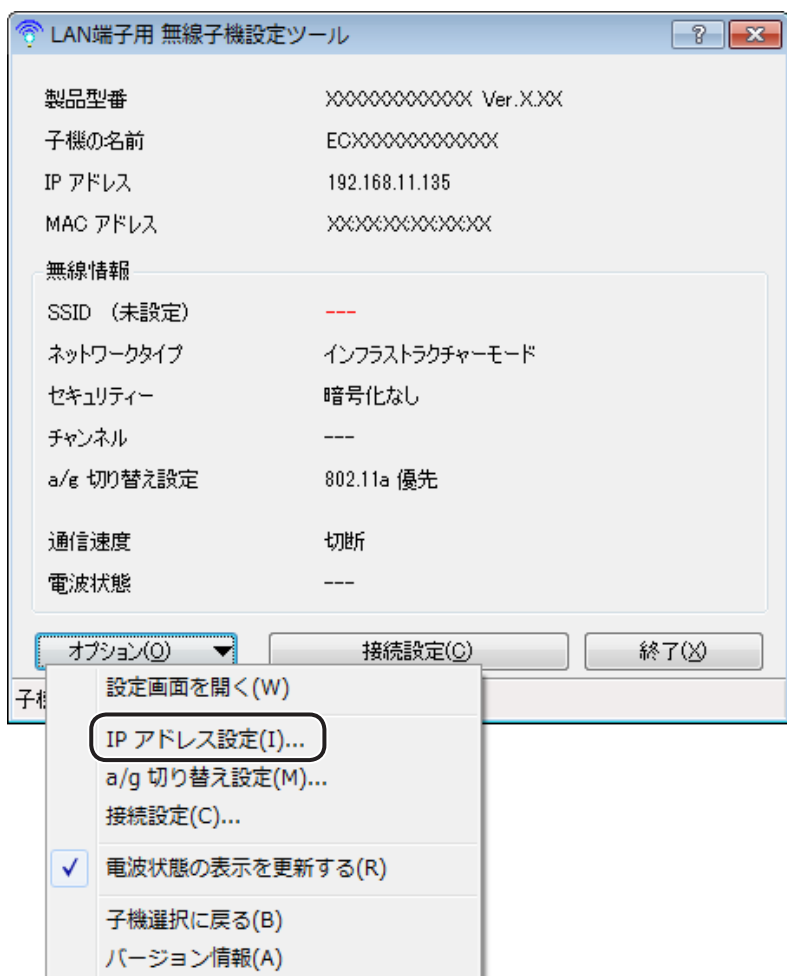 LAN端子用 無線子機設定ツール
製品型番 XXXXXXXXXXXX Ver.X.XX
子機の名前 ECXXXXXXXXXXXX
IP アドレス 192.168.11.135
MAC アドレス XX:XX:XX:XX:XX:XX
無線情報
SSID (未設定) ---
ネットワークタイプ インフラストラクチャーモード
セキュリティー 暗号化なし
チャンネル ---
a/g 切り替え設定 802.11a 優先
通信速度 切断
電波状態 ---
オプション(O) ▼ 接続設定(C) 終了(X)
子機
設定画面を開く(W)
IP アドレス設定(I)...
a/g 切り替え設定(M)...
接続設定(C)...
✓ 電波状態の表示を更新する(R)
子機選択に戻る(B)
バージョン情報(A)